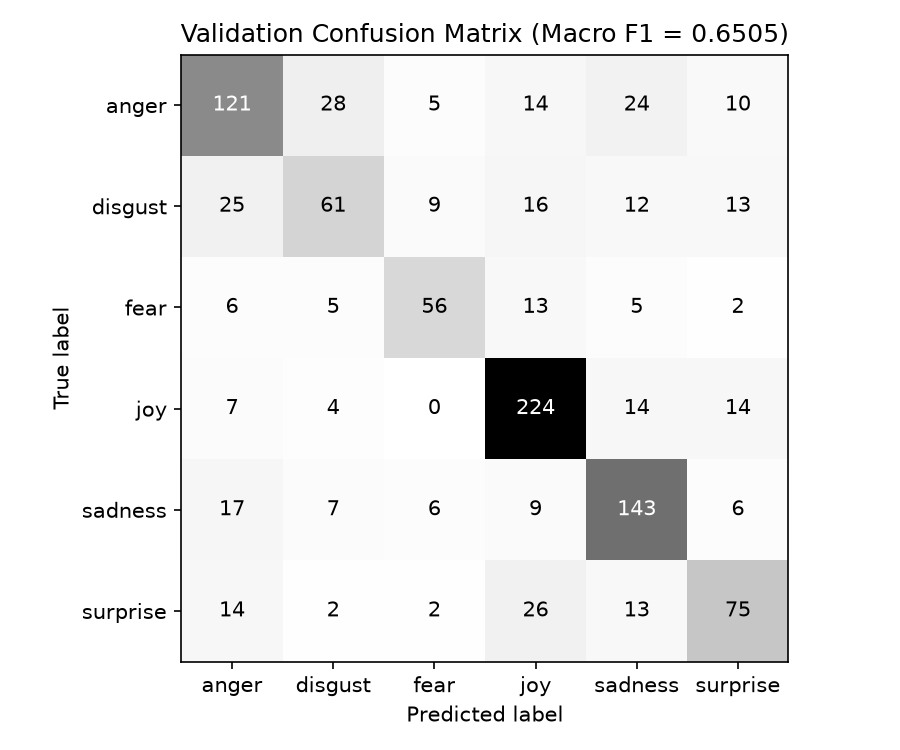 Validation Confusion Matrix (Macro F1 = 0.6505)
anger 121 28 5 14 24 10
disgust 25 61 9 16 12 13
fear 6 5 56 13 5 2
True label
joy 7 4 0 224 14 14
sadness 17 7 6 9 143 6
surprise 14 2 2 26 13 75
anger disgust fear joy sadness surprise
Predicted label